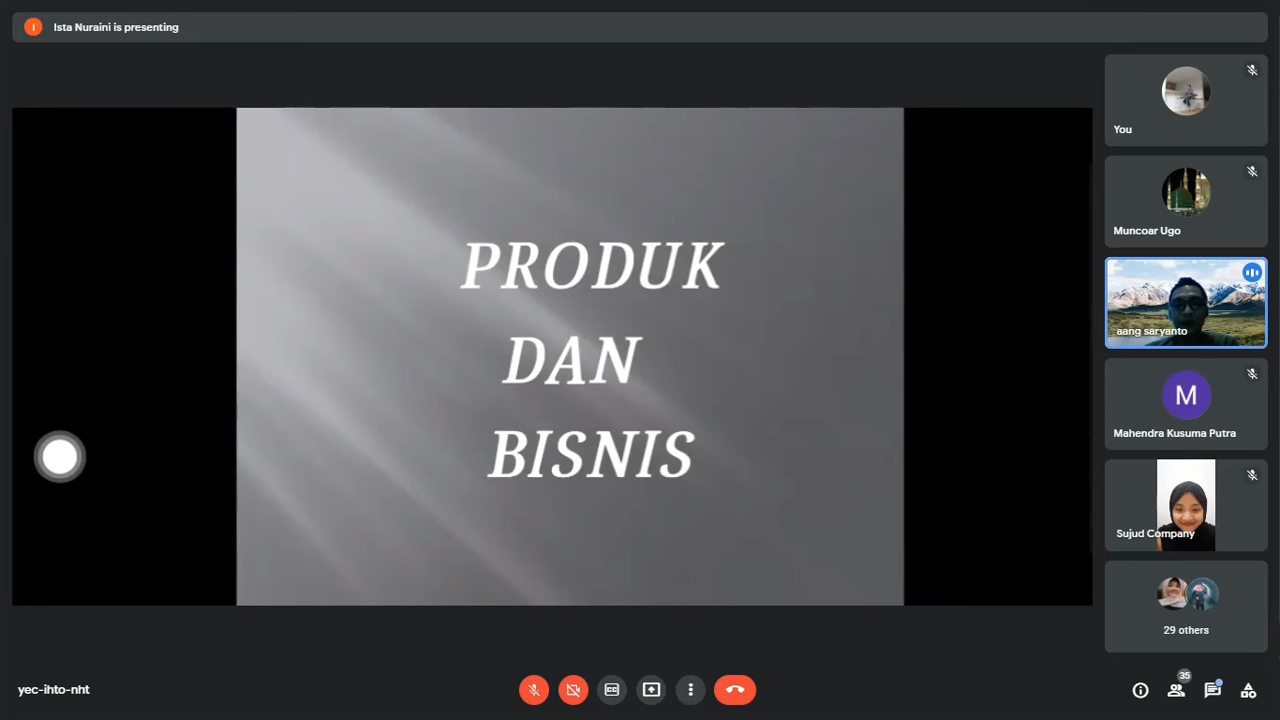 I
Ista Nuraini is presenting
PRODUK
DAN
BISNIS
You
Muncoar Ugo
aang saryanto
M
Mahendra Kusuma Putra
Sujud Company
29 others
yec-ihto-nht
CC
35